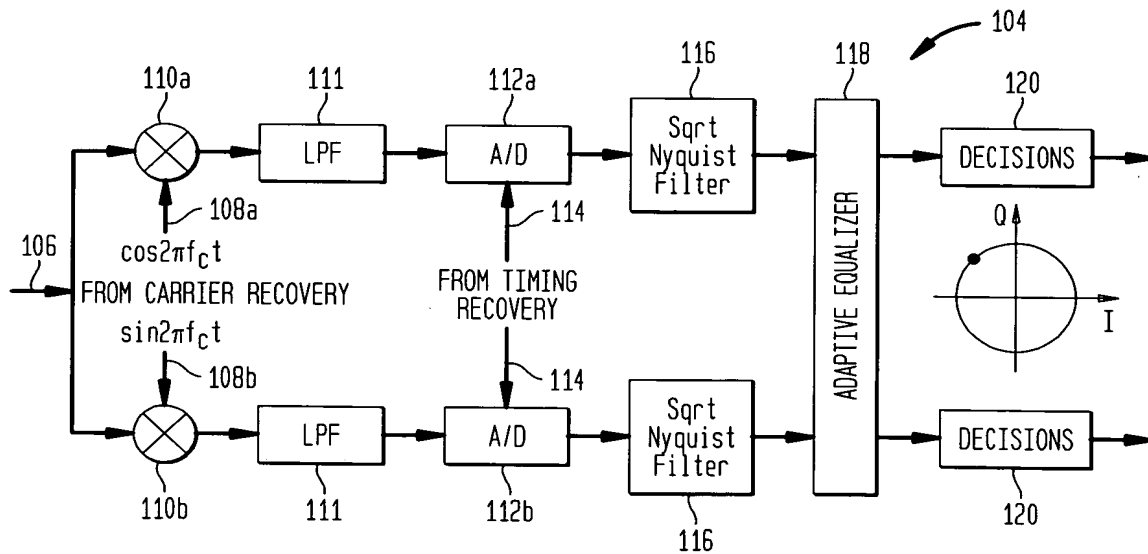 104
110a
111
112a
116
118
120
LPF
A/D
Sqrt
Nyquist
Filter
DECISIONS
108a
114
cos2πfct
Q
106
FROM CARRIER RECOVERY
FROM TIMING
RECOVERY
ADAPTIVE EQUALIZER
I
sin2πfct
108b
114
LPF
A/D
Sqrt
Nyquist
Filter
DECISIONS
110b
111
112b
116
120